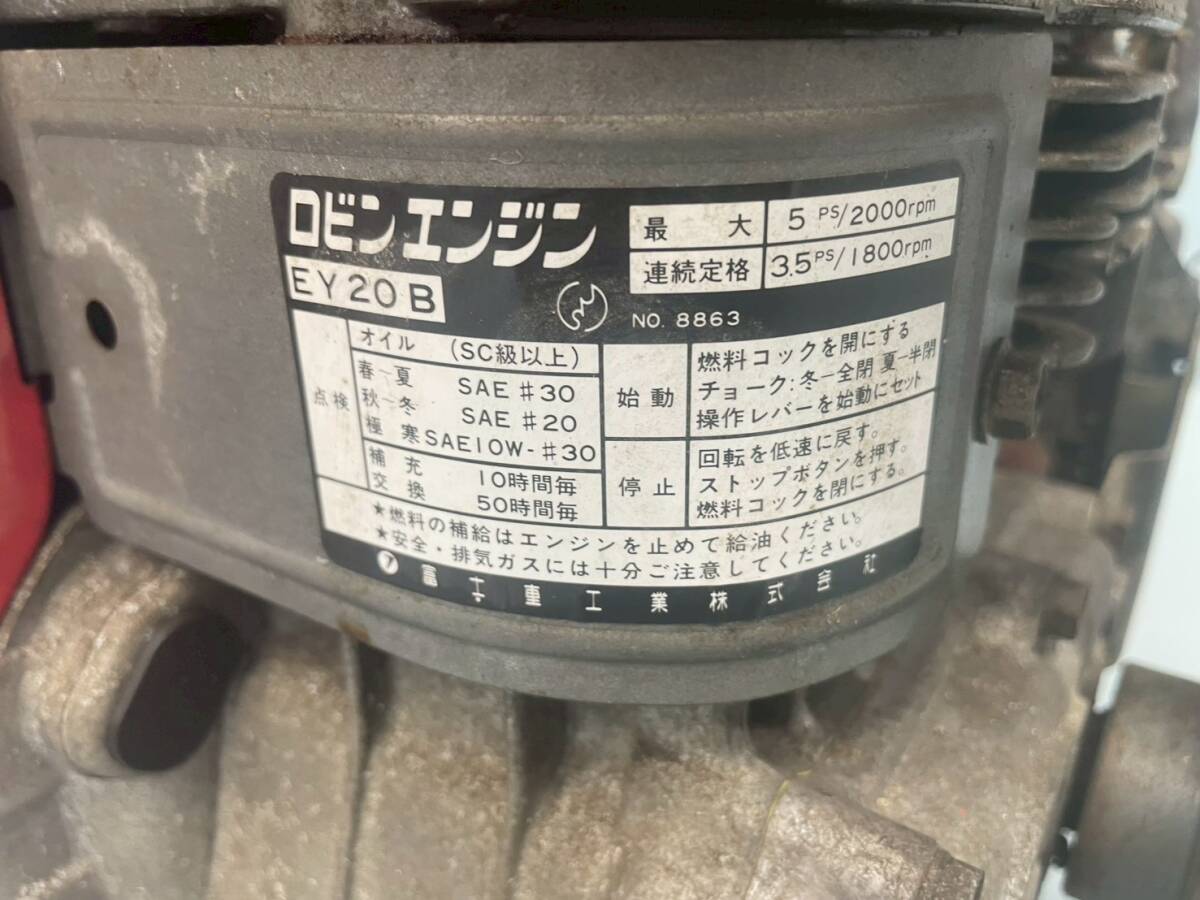 ロビンエンジン
EY20B
最大 5 PS/2000rpm
連続定格 3.5PS/1800rpm
NO. 8863
点検
オイル (SC級以上)
春ー夏 SAE #30
秋ー冬 SAE #20
極寒 SAE10W-#30
補充 10時間毎
交換 50時間毎
始動
燃料コックを開にする
チョーク:冬ー全閉 夏ー半閉
操作レバーを始動にセット
停止
回転を低速に戻す。
ストップボタンを押す。
燃料コックを閉にする。
★燃料の補給はエンジンを止めて給油ください。
★安全・排気ガスには十分ご注意してください。
富士重工業株式会社